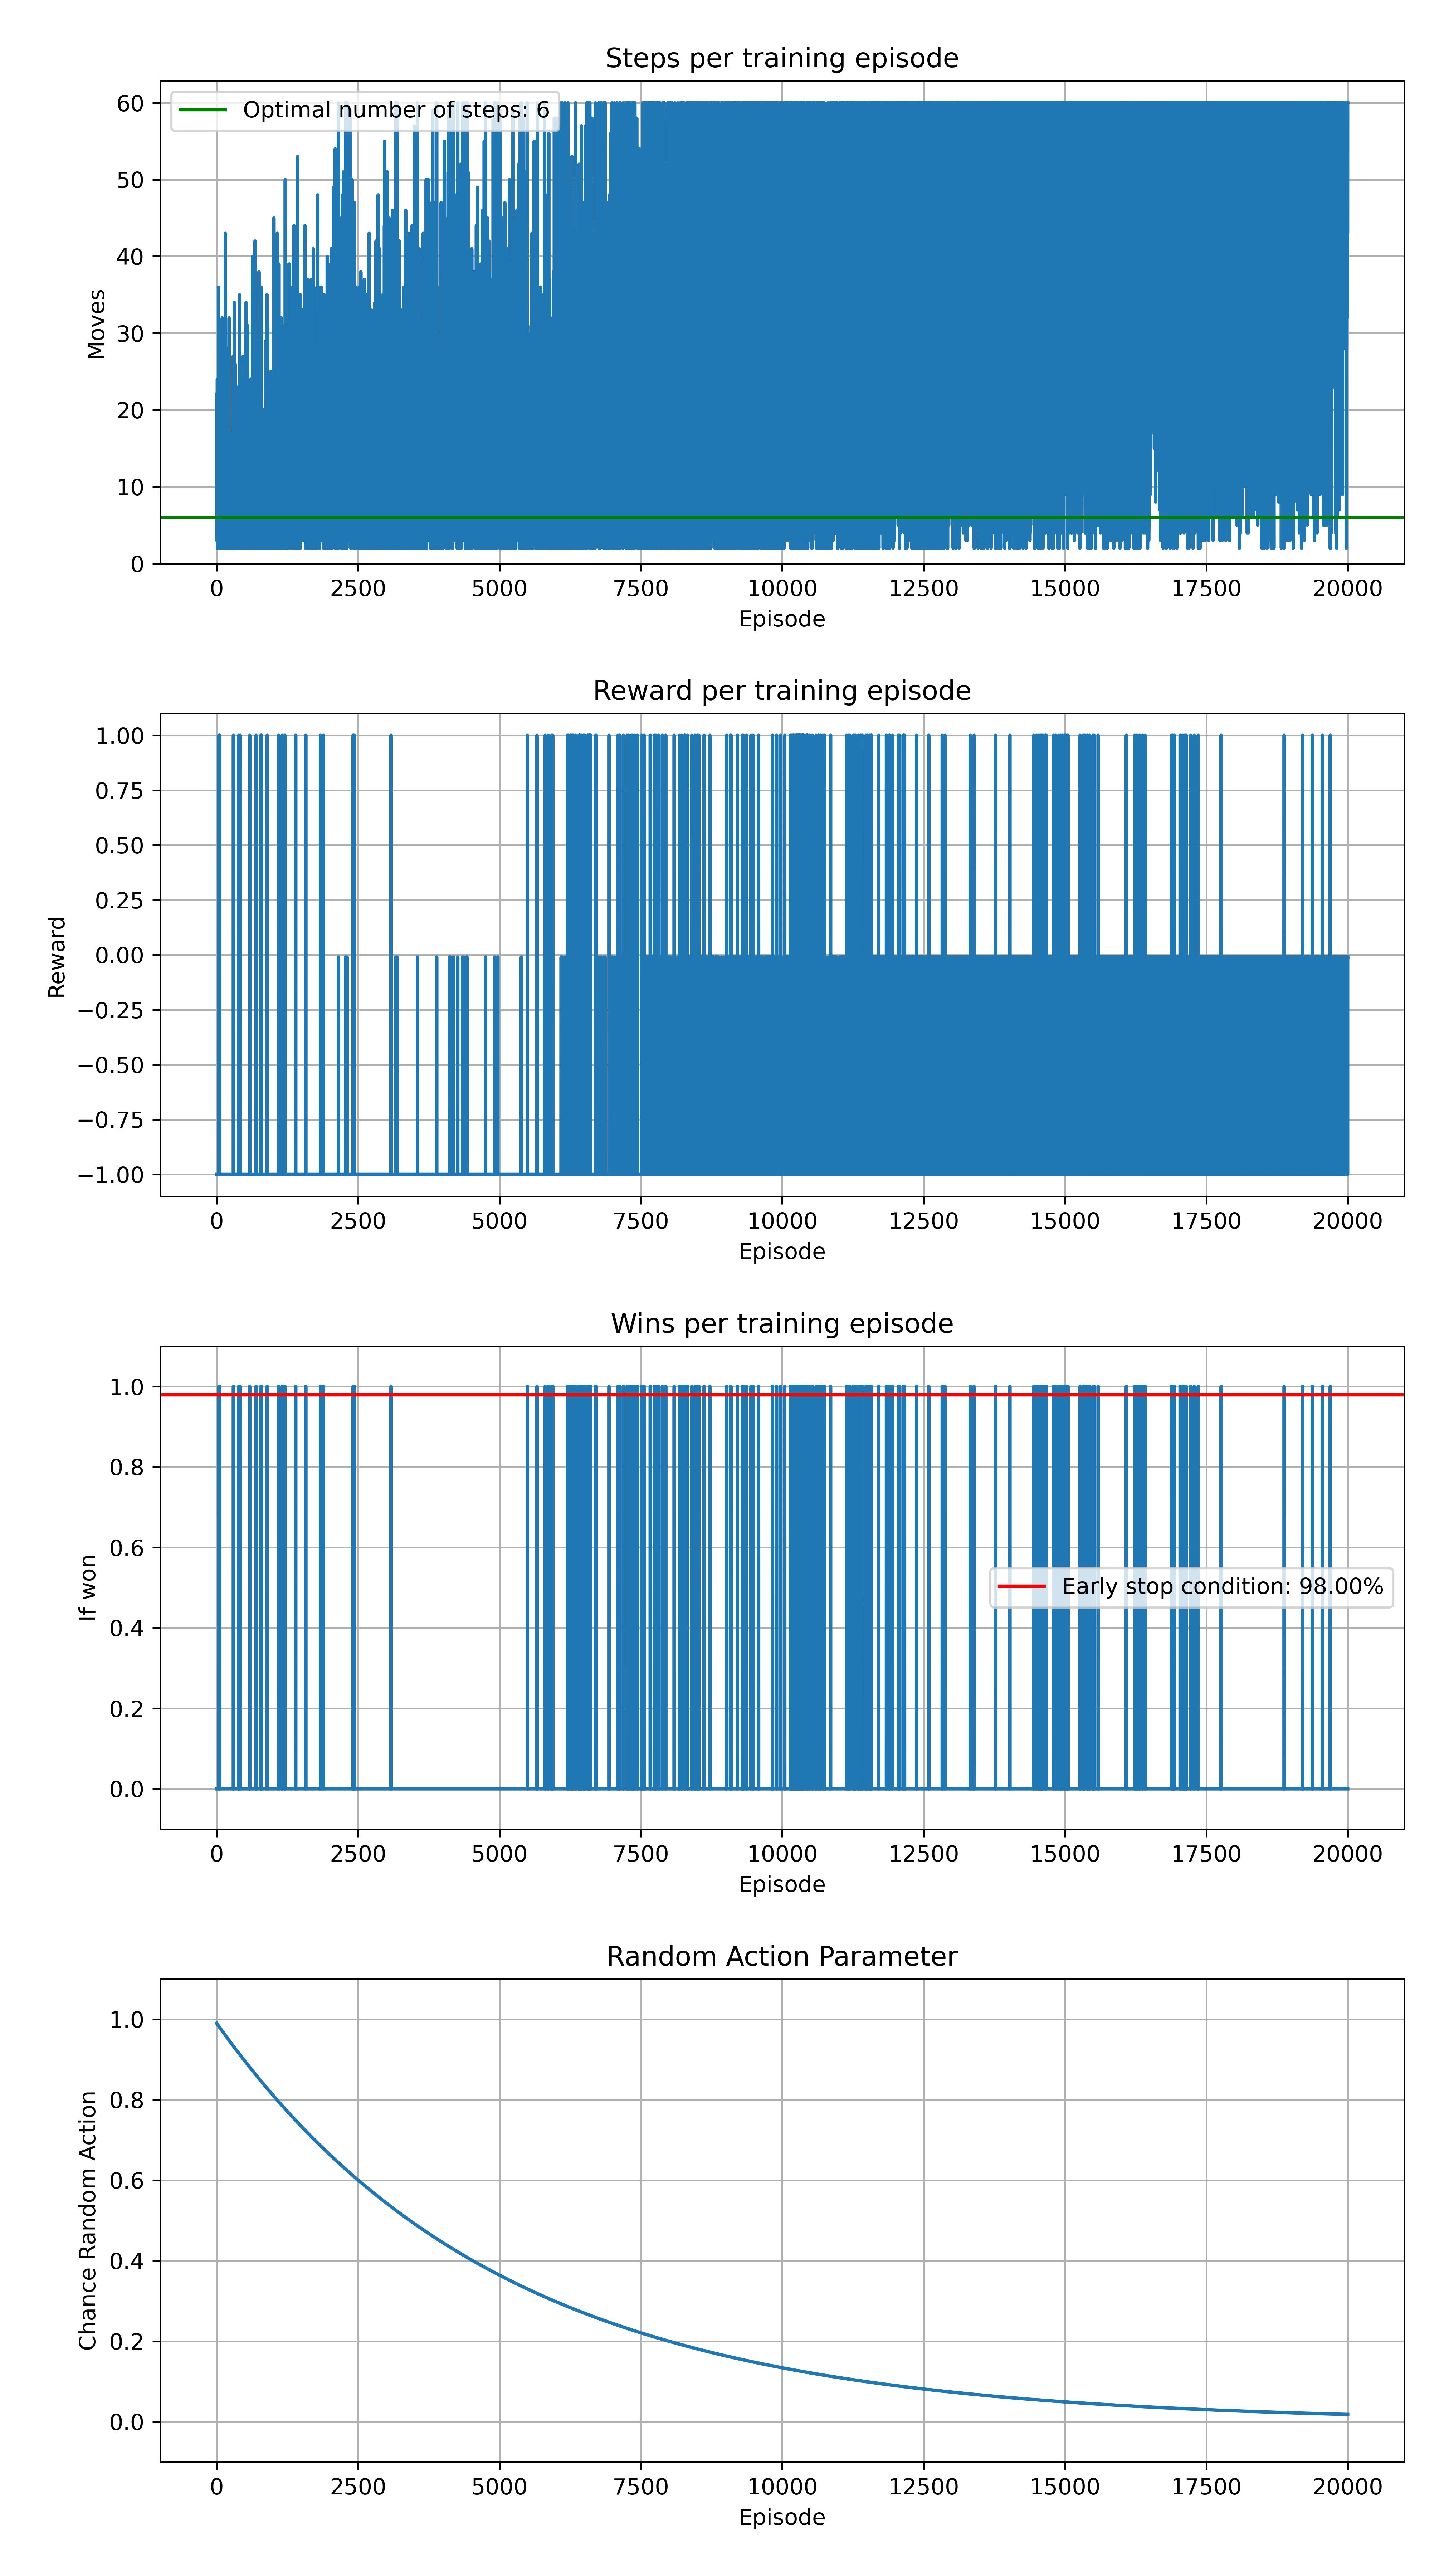 Steps per training episode
Optimal number of steps: 6
60
50
40
30
20
10
0
Moves
0 2500 5000 7500 10000 12500 15000 17500 20000
Episode
Reward per training episode
1.00
0.75
0.50
0.25
0.00
−0.25
−0.50
−0.75
−1.00
Reward
0 2500 5000 7500 10000 12500 15000 17500 20000
Episode
Wins per training episode
1.0
0.8
0.6
0.4
0.2
0.0
If won
Early stop condition: 98.00%
0 2500 5000 7500 10000 12500 15000 17500 20000
Episode
Random Action Parameter
1.0
0.8
0.6
0.4
0.2
0.0
Chance Random Action
0 2500 5000 7500 10000 12500 15000 17500 20000
Episode